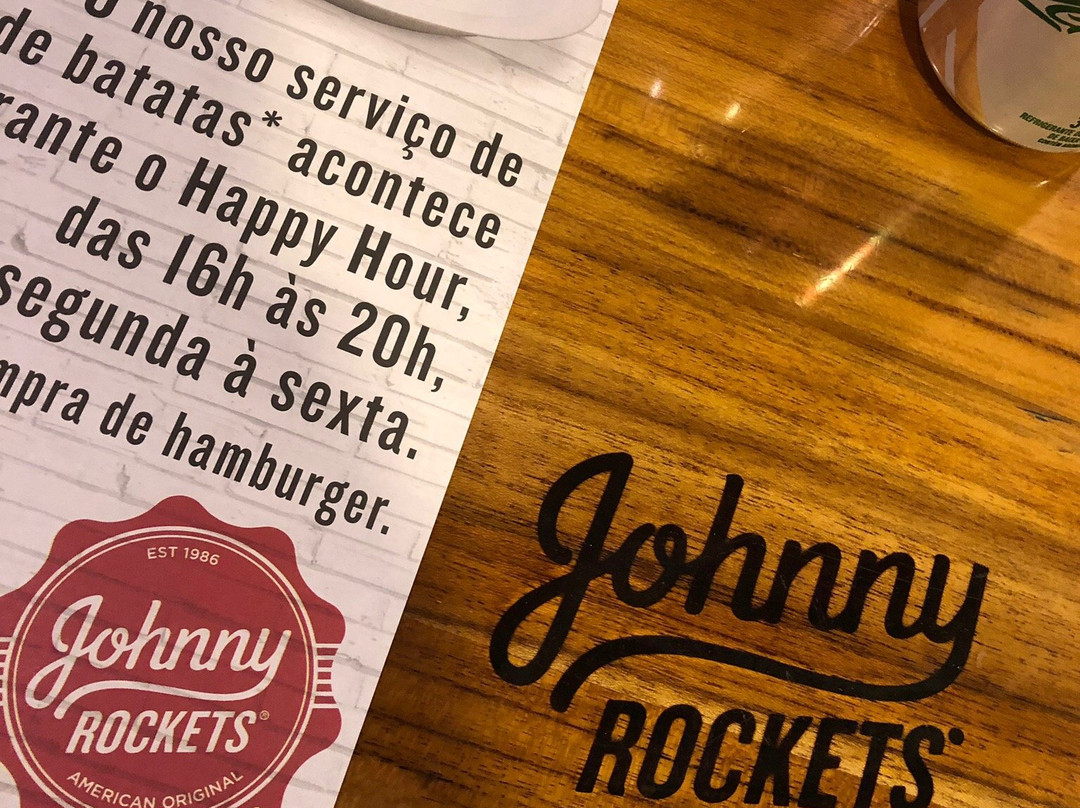 O nosso serviço de
de batatas* acontece
rante o Happy Hour,
das 16h às 20h,
segunda à sexta.
mpra de hamburger.
EST 1986
Johnny
ROCKETS®
AMERICAN ORIGINAL
Johnny
ROCKETS
REFRIGERANTE